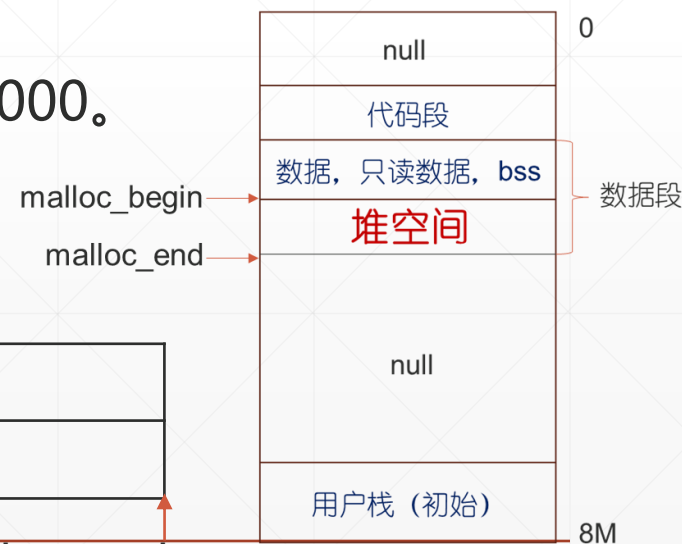 0
null
000。
代码段
数据，只读数据，bss
malloc_begin
数据段
堆空间
malloc_end
null
用户栈（初始）
8M